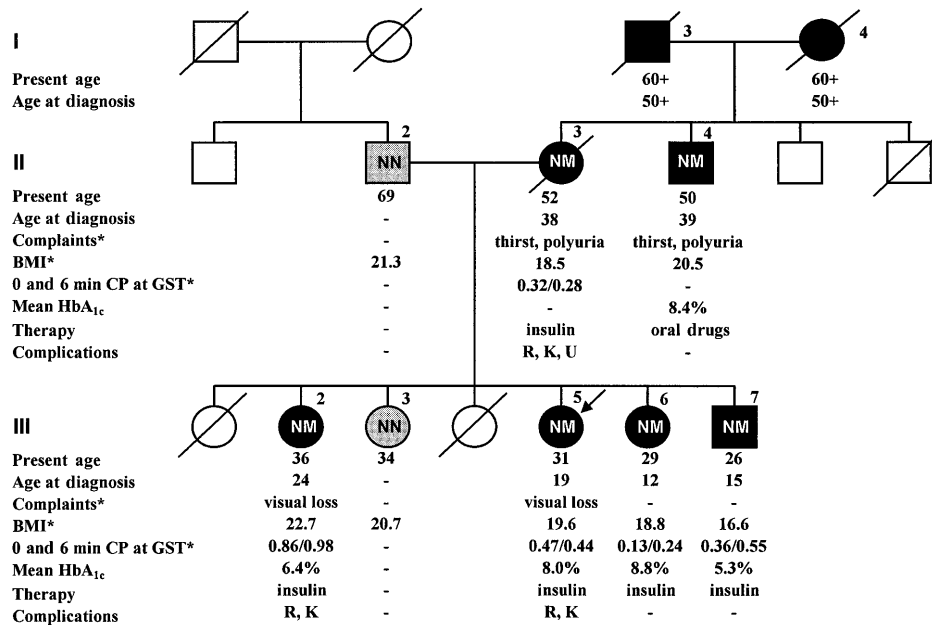 I 3 4
Present age 60+ 60+
Age at diagnosis 50+ 50+
2 3 4
II NN NM NM
Present age 69 52 50
Age at diagnosis - 38 39
Complaints* - thirst, polyuria thirst, polyuria
BMI* 21.3 18.5 20.5
0 and 6 min CP at GST* - 0.32/0.28 -
Mean HbA1c - - 8.4%
Therapy - insulin oral drugs
Complications - R, K, U -
2 3 5 6 7
III NM NN NM NM NM
Present age 36 34 31 29 26
Age at diagnosis 24 - 19 12 15
Complaints* visual loss - visual loss - -
BMI* 22.7 20.7 19.6 18.8 16.6
0 and 6 min CP at GST* 0.86/0.98 - 0.47/0.44 0.13/0.24 0.36/0.55
Mean HbA1c 6.4% - 8.0% 8.8% 5.3%
Therapy insulin - insulin insulin insulin
Complications R, K - R, K - -